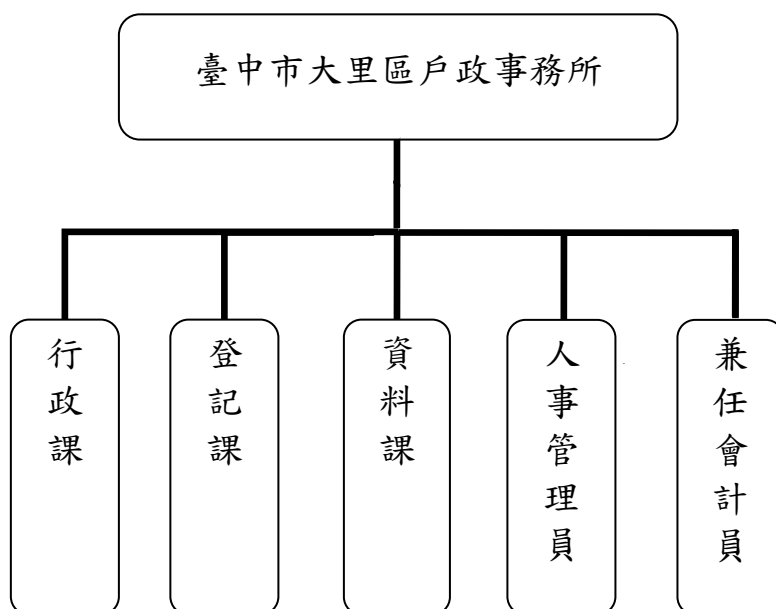 臺中市大里區戶政事務所
行政課
登記課
資料課
人事管理員
兼任會計員